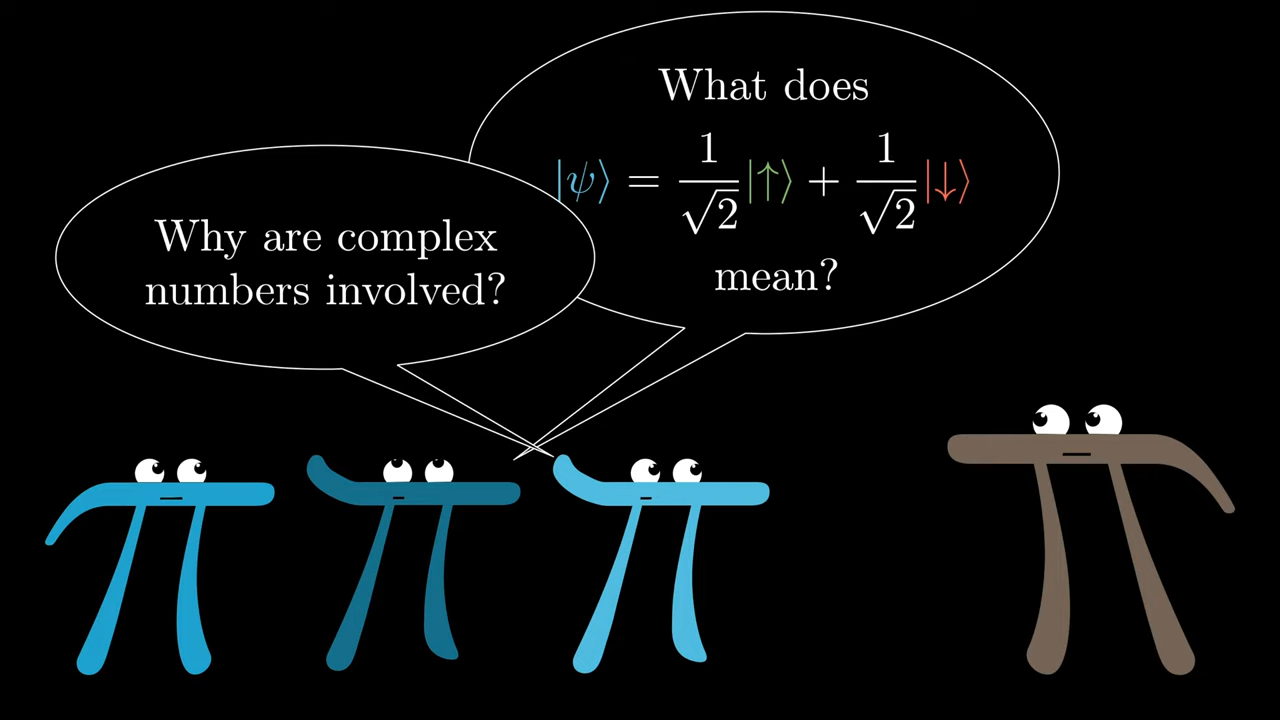 What does
|ψ⟩ = 1/√2 |↑⟩ + 1/√2 |↓⟩
mean?
Why are complex
numbers involved?